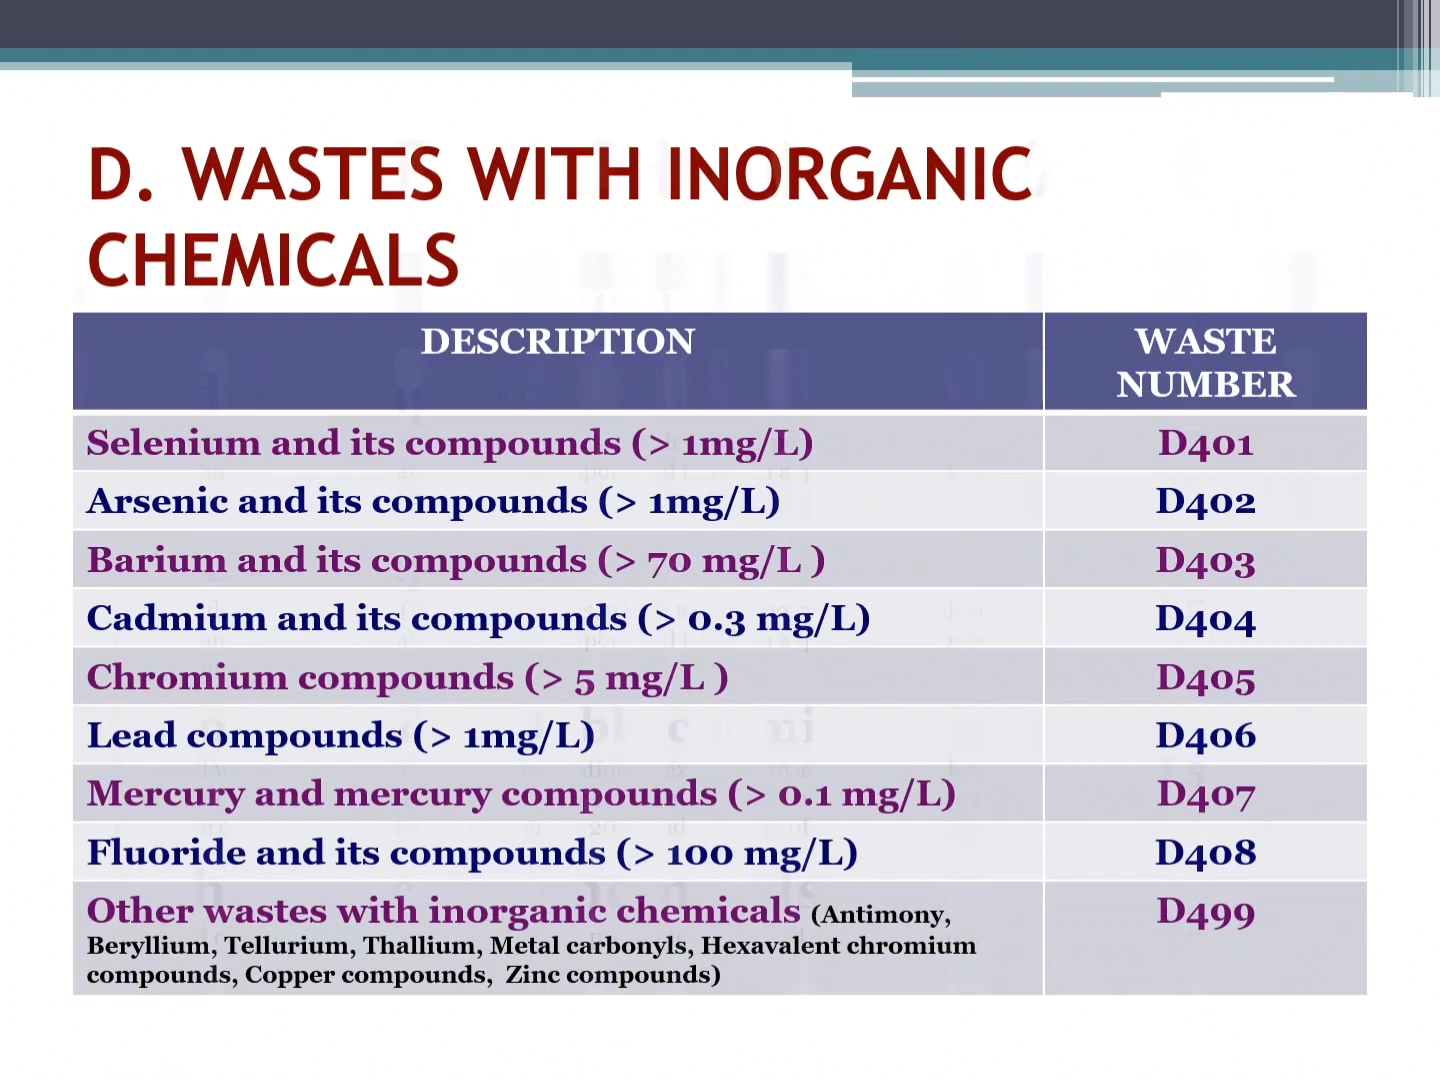 D. WASTES WITH INORGANIC
CHEMICALS
DESCRIPTION
WASTE
NUMBER
Selenium and its compounds (> 1mg/L)
D401
Arsenic and its compounds (> 1mg/L)
D402
Barium and its compounds (> 70 mg/L )
D403
Cadmium and its compounds (> 0.3 mg/L)
D404
Chromium compounds (> 5 mg/L )
D405
Lead compounds (> 1mg/L)
D406
Mercury and mercury compounds (> 0.1 mg/L)
D407
Fluoride and its compounds (> 100 mg/L)
D408
Other wastes with inorganic chemicals (Antimony,
D499
Beryllium, Tellurium, Thallium, Metal carbonyls, Hexavalent chromium
compounds, Copper compounds,  Zinc compounds)